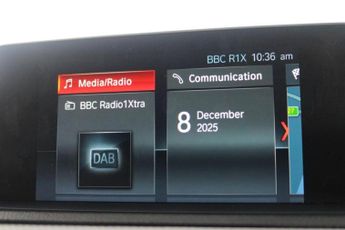 BBC R1X 10:36 am
Media/Radio
BBC Radio1Xtra
DAB
Communication
8 December
2025